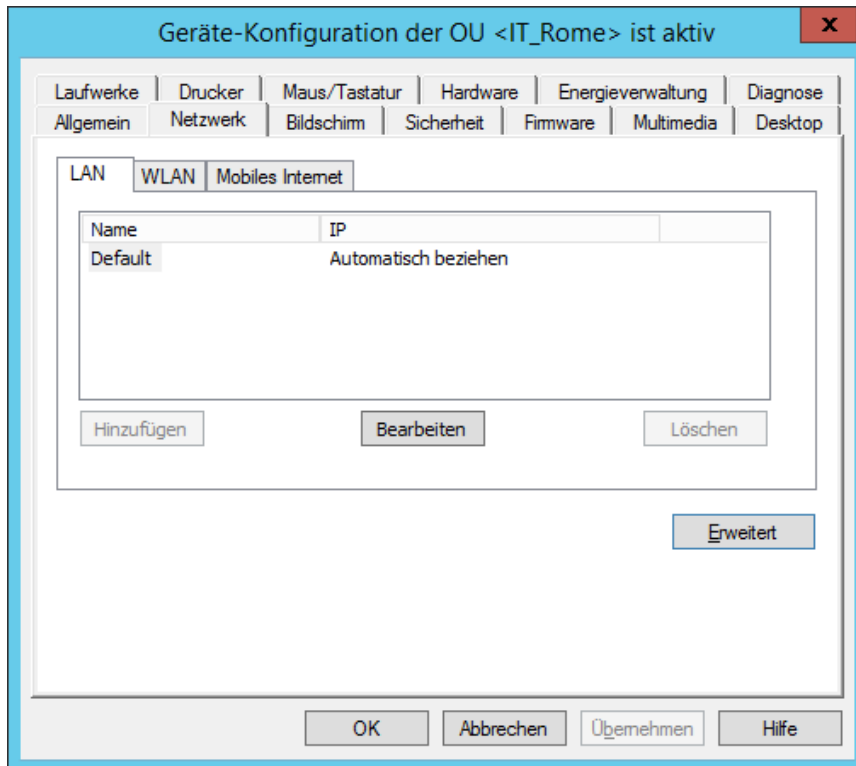 Geräte-Konfiguration der OU <IT_Rome> ist aktiv
x
Laufwerke Drucker Maus/Tastatur Hardware Energieverwaltung Diagnose
Allgemein Netzwerk Bildschirm Sicherheit Firmware Multimedia Desktop
LAN WLAN Mobiles Internet
Name IP
Default Automatisch beziehen
Hinzufügen Bearbeiten Löschen
Erweitert
OK Abbrechen Übernehmen Hilfe